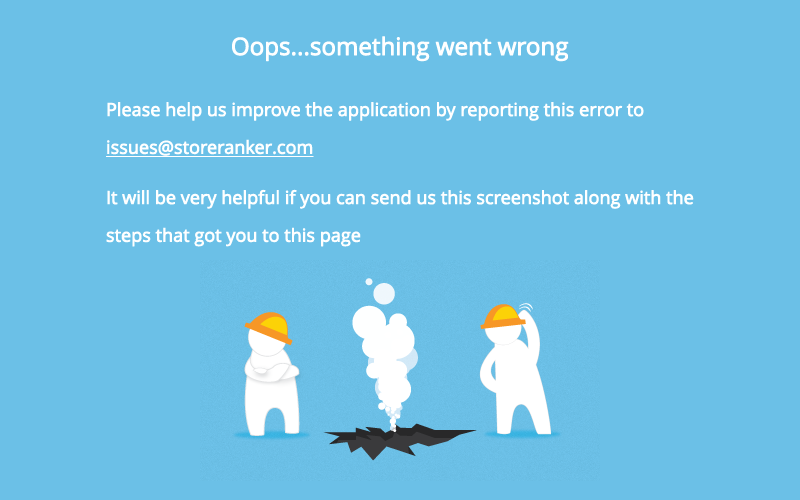 Oops...something went wrong
Please help us improve the application by reporting this error to
issues@storeranker.com
It will be very helpful if you can send us this screenshot along with the
steps that got you to this page